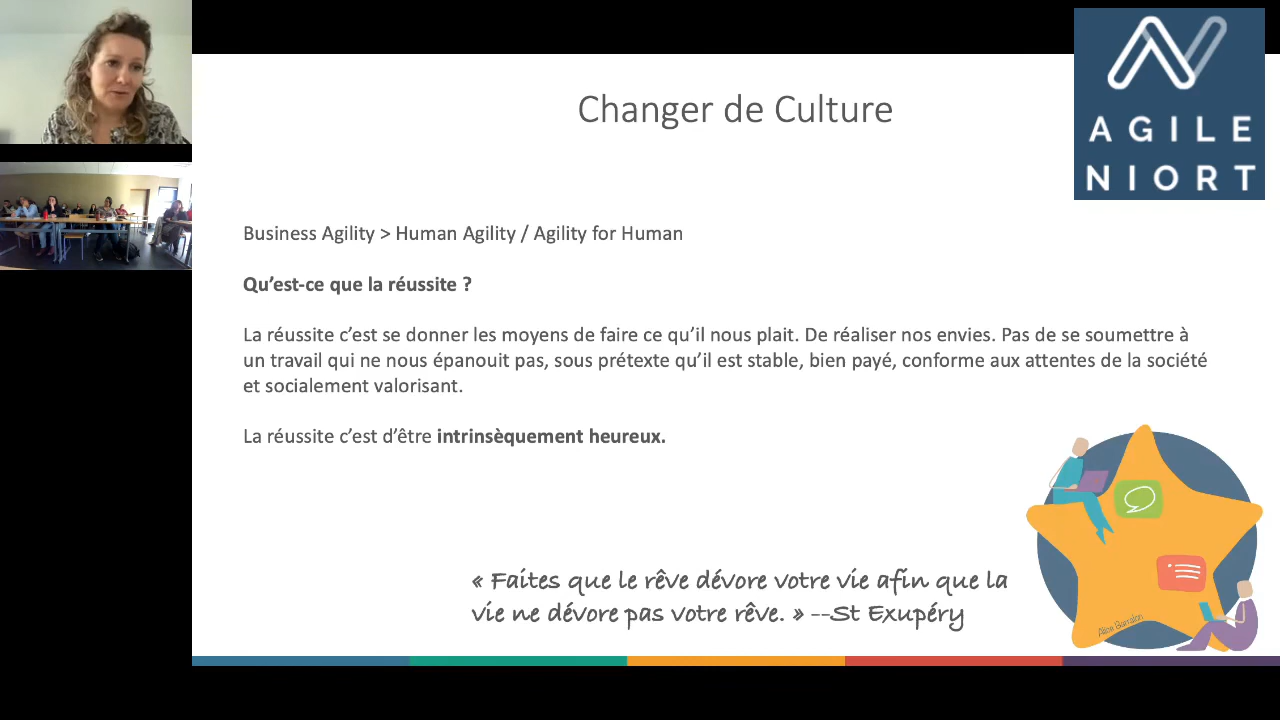 Changer de Culture
AGILE
NIORT
Business Agility > Human Agility / Agility for Human
Qu’est-ce que la réussite ?
La réussite c’est se donner les moyens de faire ce qu’il nous plait. De réaliser nos envies. Pas de se soumettre à
un travail qui ne nous épanouit pas, sous prétexte qu’il est stable, bien payé, conforme aux attentes de la société
et socialement valorisant.
La réussite c’est d’être intrinsèquement heureux.
« Faites que le rêve dévore votre vie afin que la
vie ne dévore pas votre rêve. » --St Exupéry